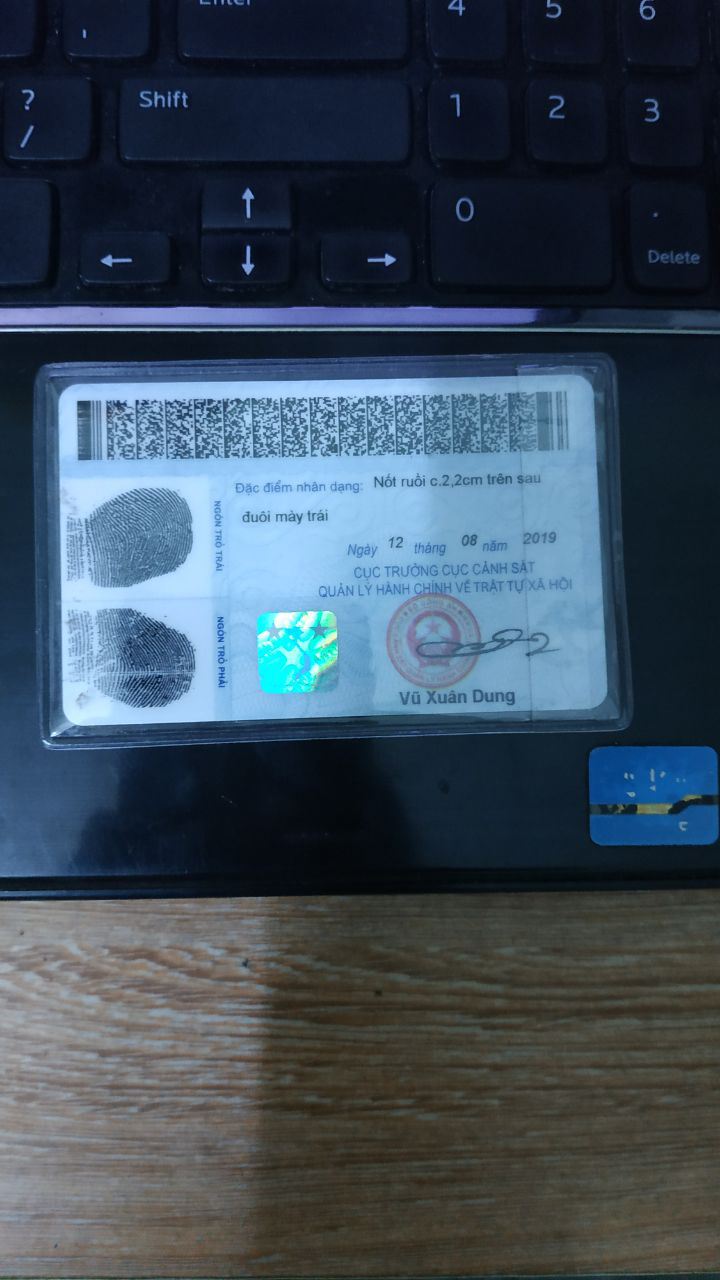 Enter 4 5 6
,
? Shift 1 2 3
/
↑ 0 .
← ↓ → Delete
Đặc điểm nhân dạng: Nốt ruồi c.2,2cm trên sau
đuôi mày trái
NGÓN TRỎ TRÁI
Ngày 12 tháng 08 năm 2019
CỤC TRƯỞNG CỤC CẢNH SÁT
QUẢN LÝ HÀNH CHÍNH VỀ TRẬT TỰ XÃ HỘI
NGÓN TRỎ PHẢI
Vũ Xuân Dung